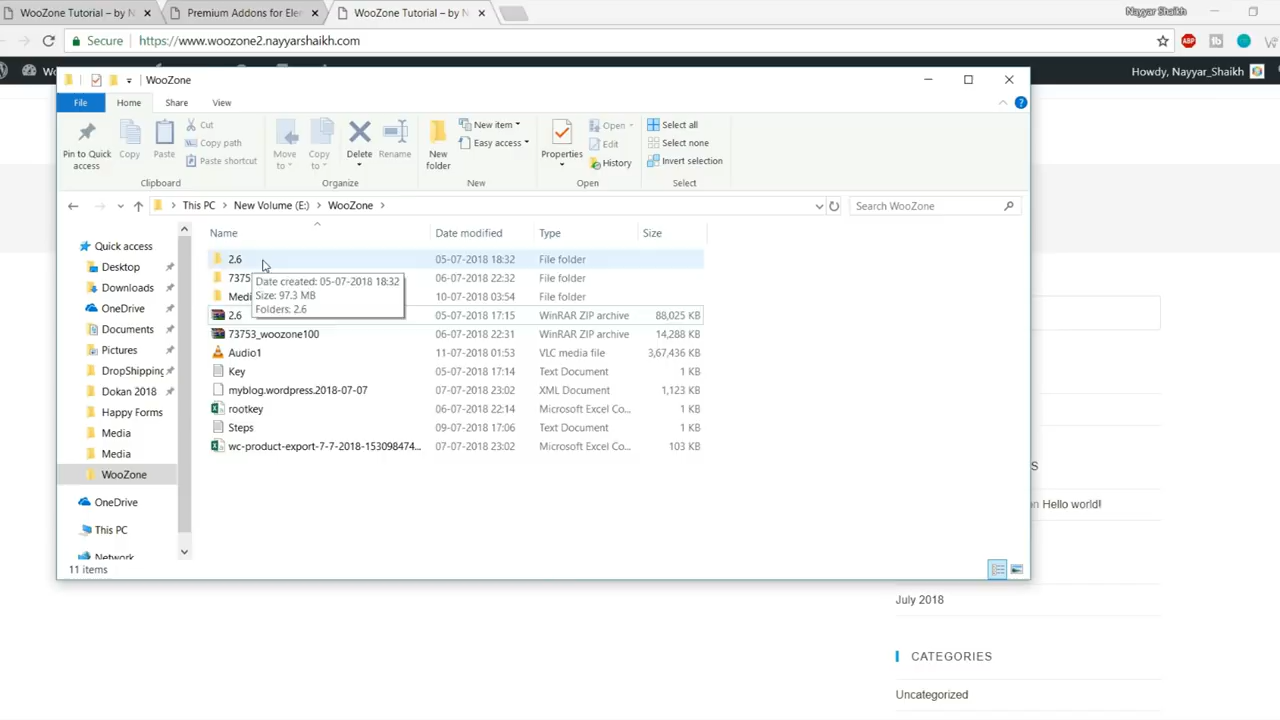 WooZone Tutorial – by N
Premium Addons for Ele
WooZone Tutorial – by N
Nayyar Shaikh
Secure
https://www.woozone2.nayyarshaikh.com
ABP
Howdy, Nayyar_Shaikh
WooZone
File
Home
Share
View
Pin to Quick access
Copy
Paste
Cut
Copy path
Paste shortcut
Move to
Copy to
Delete
Rename
New folder
New item
Easy access
Properties
Open
Edit
History
Select all
Select none
Invert selection
Clipboard
Organize
New
Open
Select
This PC > New Volume (E:) > WooZone >
Search WooZone
Name
Date modified
Type
Size
Quick access
Desktop
Downloads
OneDrive
Documents
Pictures
DropShipping
Dokan 2018
Happy Forms
Media
Media
WooZone
OneDrive
This PC
Network
2.6 05-07-2018 18:32 File folder
7375 06-07-2018 22:32 File folder
Medi 10-07-2018 03:54 File folder
2.6 05-07-2018 17:15 WinRAR ZIP archive 88,025 KB
73753_woozone100 06-07-2018 22:31 WinRAR ZIP archive 14,288 KB
Audio1 11-07-2018 01:53 VLC media file 3,67,436 KB
Key 05-07-2018 17:14 Text Document 1 KB
myblog.wordpress.2018-07-07 07-07-2018 23:02 XML Document 1,123 KB
rootkey 06-07-2018 22:14 Microsoft Excel Co... 1 KB
Steps 09-07-2018 17:06 Text Document 1 KB
wc-product-export-7-7-2018-153098474... 07-07-2018 23:02 Microsoft Excel Co... 103 KB
Date created: 05-07-2018 18:32
Size: 97.3 MB
Folders: 2.6
11 items
S
on Hello world!
July 2018
CATEGORIES
Uncategorized